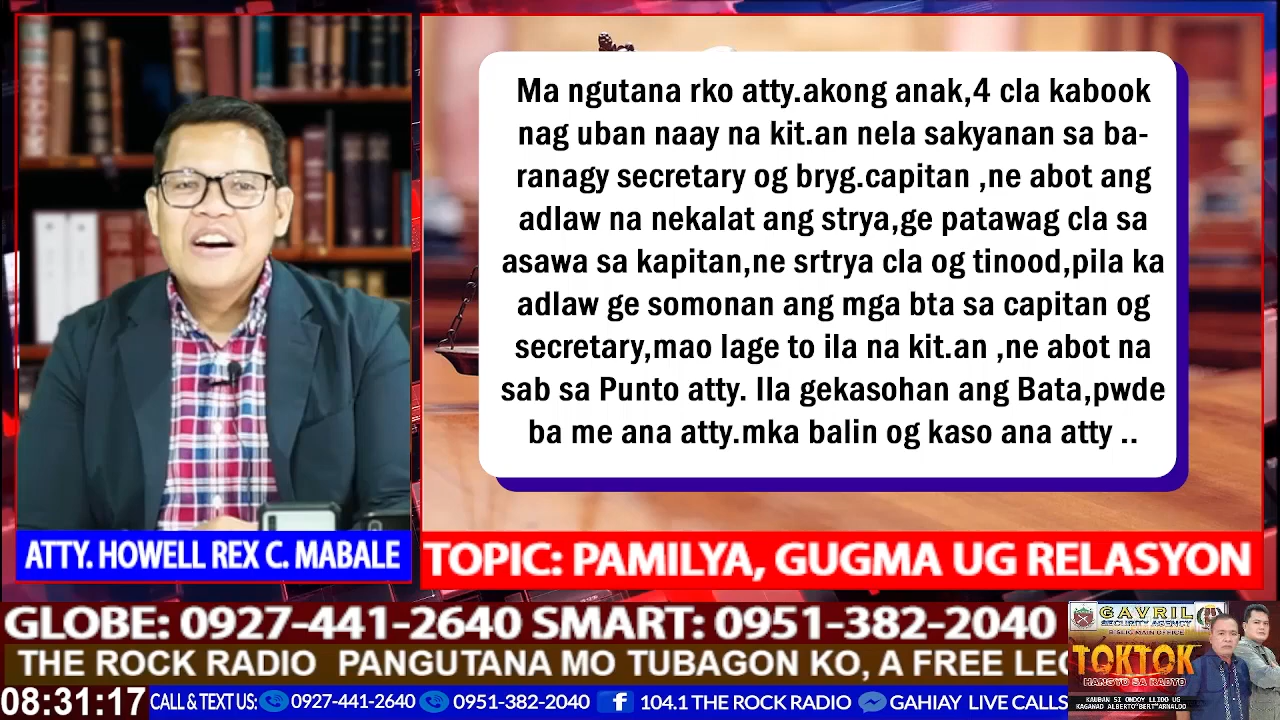 Ma ngutana rko atty.akong anak,4 cla kabook
nag uban naay na kit.an nela sakyanan sa ba-
ranagy secretary og bryg.capitan ,ne abot ang
adlaw na nekalat ang strya,ge patawag cla sa
asawa sa kapitan,ne srtrya cla og tinood,pila ka
adlaw ge somonan ang mga bta sa capitan og
secretary,mao lage to ila na kit.an ,ne abot na
sab sa Punto atty. Ila gekasohan ang Bata,pwde
ba me ana atty.mka balin og kaso ana atty ..
ATTY. HOWELL REX C. MABALE
TOPIC: PAMILYA, GUGMA UG RELASYON
GLOBE: 0927-441-2640 SMART: 0951-382-2040
THE ROCK RADIO PANGUTANA MO TUBAGON KO, A FREE LEG
GAVRIL
SECURITY AGENCY
BISLIG MAIN OFFICE
TOKTOK
SA RADYO
08:31:17 CALL & TEXT US: 0927-441-2640 0951-382-2040 104.1 THE ROCK RADIO GAHIAY LIVE CALLS